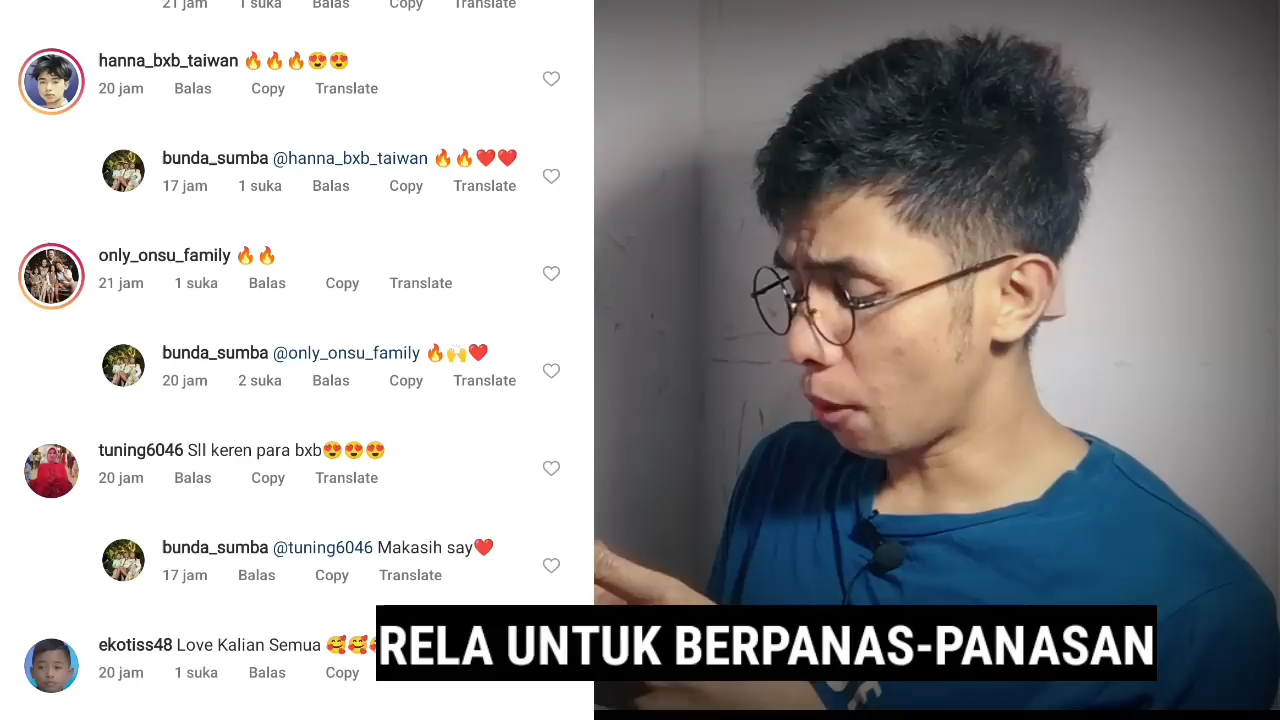 21 jam 1 suka Balas Copy Translate
hanna_bxb_taiwan 🔥🔥🔥😍😍
20 jam Balas Copy Translate
bunda_sumba @hanna_bxb_taiwan 🔥🔥❤️❤️
17 jam 1 suka Balas Copy Translate
only_onsu_family 🔥🔥
21 jam 1 suka Balas Copy Translate
bunda_sumba @only_onsu_family 🔥🙌❤️
20 jam 2 suka Balas Copy Translate
tuning6046 Sll keren para bxb😍😍😍
20 jam Balas Copy Translate
bunda_sumba @tuning6046 Makasih say❤️
17 jam Balas Copy Translate
ekotiss48 Love Kalian Semua 🥰🥰
20 jam 1 suka Balas Copy
RELA UNTUK BERPANAS-PANASAN